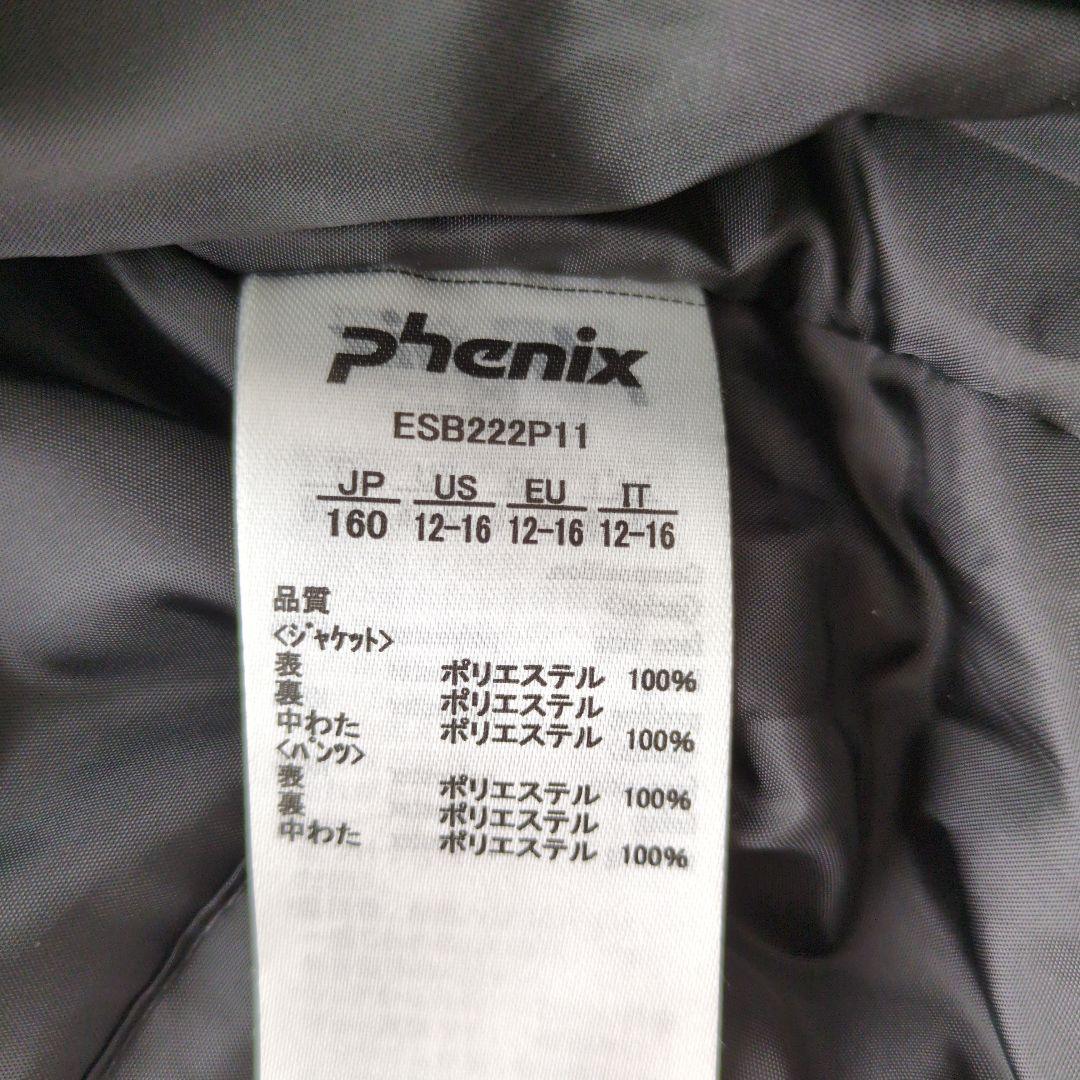 phenix
ESB222P11
JP US EU IT
160 12-16 12-16 12-16
品質
<ジャケット>
表 ポリエステル 100%
裏 ポリエステル
中わた ポリエステル 100%
<パンツ>
表 ポリエステル 100%
裏 ポリエステル
中わた ポリエステル 100%